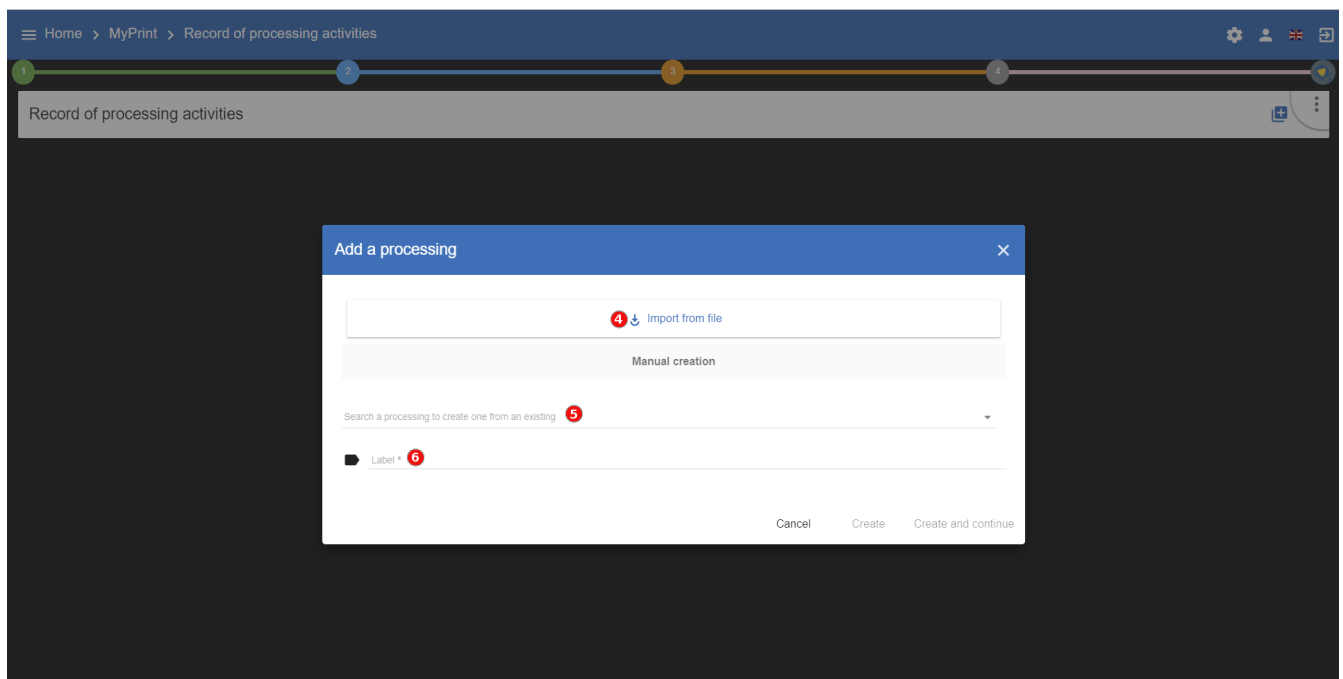 Home > MyPrint > Record of processing activities
1 2 3 4
Record of processing activities
Add a processing
4 Import from file
Manual creation
Search a processing to create one from an existing 5
Label * 6
Cancel Create Create and continue